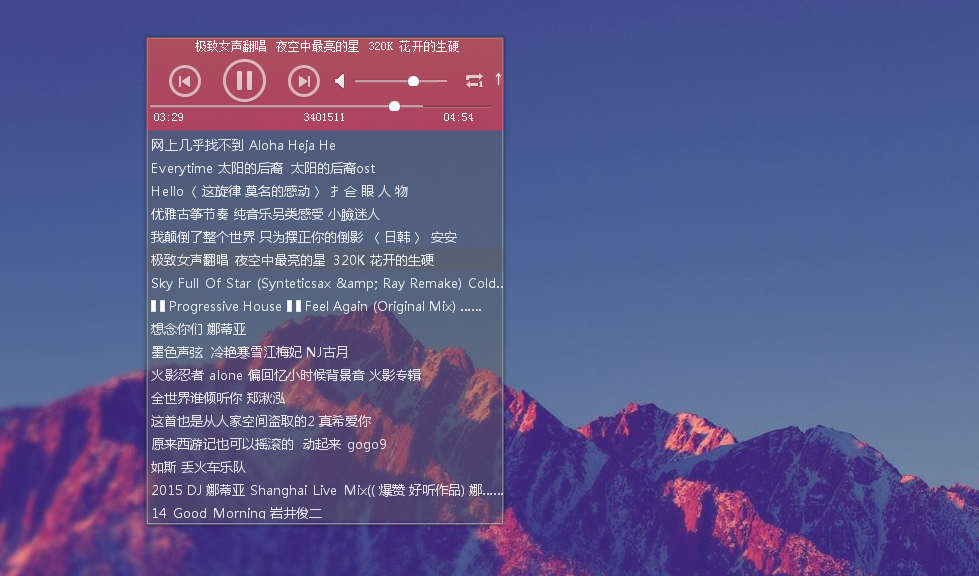 极致女声翻唱 夜空中最亮的星 320K 花开的生硬
1
03:29 3401511 04:54
网上几乎找不到 Aloha Heja He
Everytime 太阳的后裔 太阳的后裔ost
Hello〈 这旋律 莫名的感动 〉 扌仺 眼 人 物
优雅古筝节奏 纯音乐另类感受 小臉迷人
我颠倒了整个世界 只为摆正你的倒影 〈 日韩 〉 安安
极致女声翻唱 夜空中最亮的星 320K 花开的生硬
Sky Full Of Star (Synteticsax &amp; Ray Remake) Cold..
▌▌Progressive House ▌▌Feel Again (Original Mix) ......
想念你们 娜蒂亚
墨色声弦 冷艳寒雪江梅妃 NJ古月
火影忍者 alone 偏回忆小时候背景音 火影专辑
全世界谁倾听你 郑湫泓
这首也是从人家空间盗取的2 真希爱你
原来西游记也可以摇滚的 动起来 gogo9
如斯 丢火车乐队
2015 DJ 娜蒂亚 Shanghai Live Mix(( 爆赞 好听作品) 娜......
14 Good Morning 岩井俊二